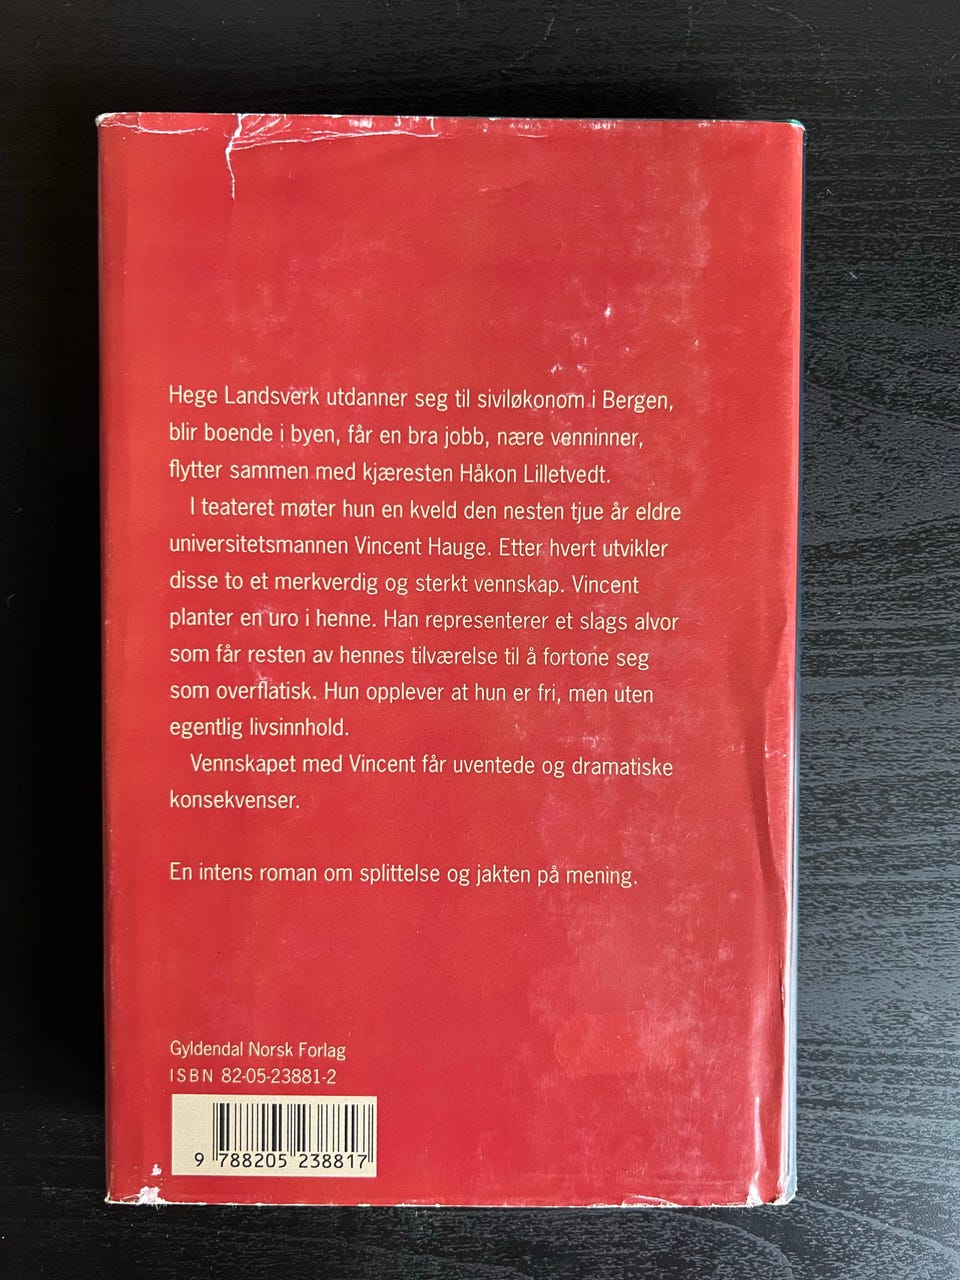 Hege Landsverk utdanner seg til siviløkonom i Bergen,
blir boende i byen, får en bra jobb, nære venninner,
flytter sammen med kjæresten Håkon Lilletvedt.
I teateret møter hun en kveld den nesten tjue år eldre
universitetsmannen Vincent Hauge. Etter hvert utvikler
disse to et merkverdig og sterkt vennskap. Vincent
planter en uro i henne. Han representerer et slags alvor
som får resten av hennes tilværelse til å fortone seg
som overflatisk. Hun opplever at hun er fri, men uten
egentlig livsinnhold.
Vennskapet med Vincent får uventede og dramatiske
konsekvenser.
En intens roman om splittelse og jakten på mening.
Gyldendal Norsk Forlag
ISBN 82-05-23881-2
9 788205 238817